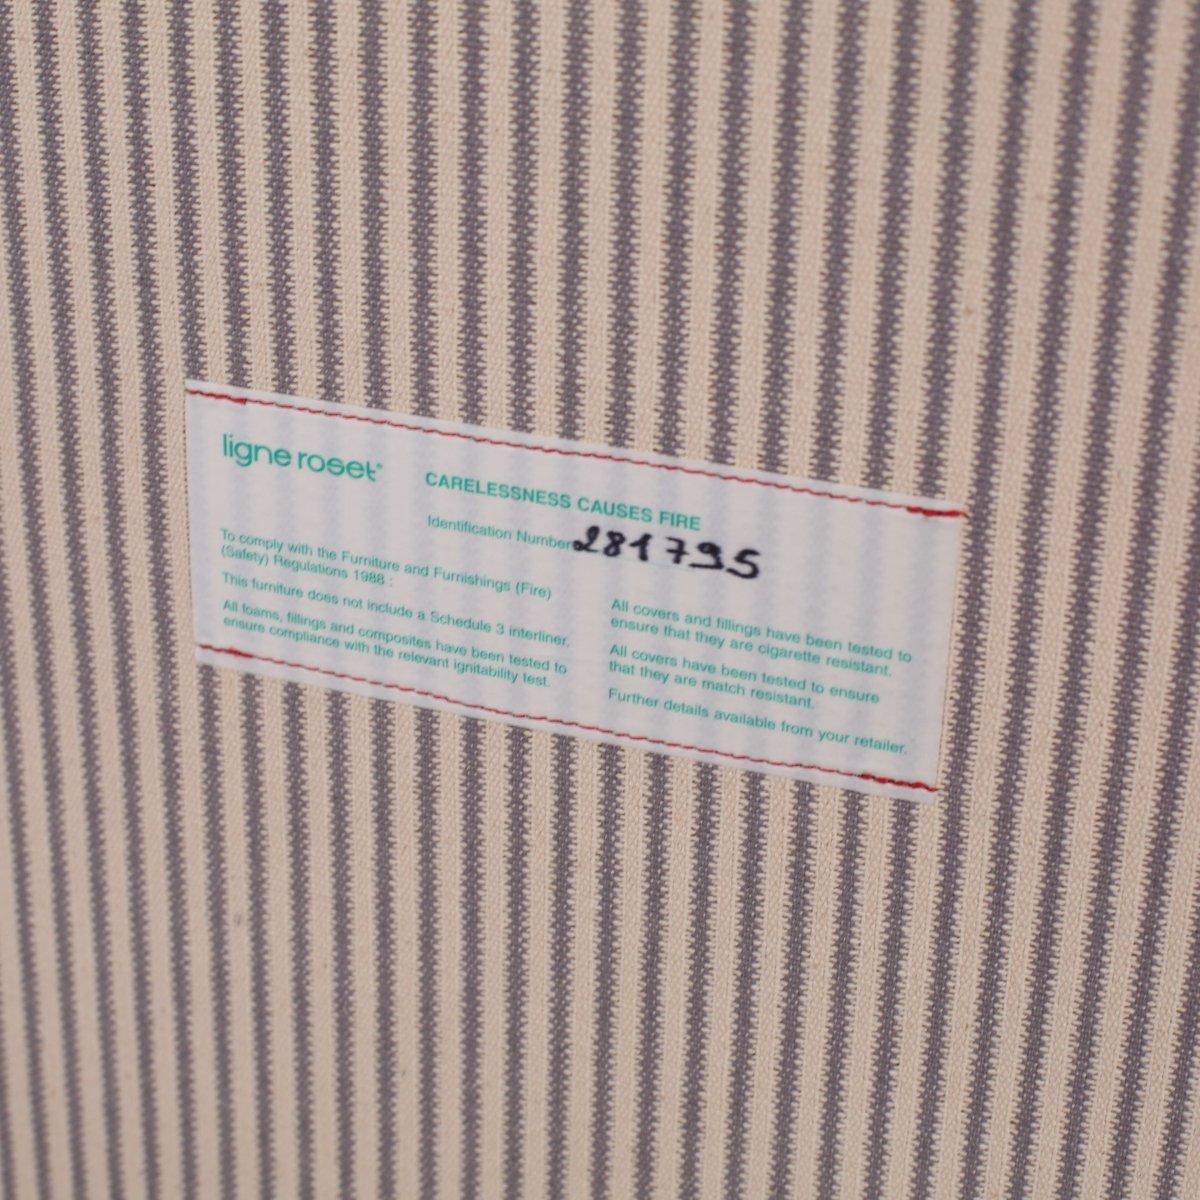 ligne roset®
CARELESSNESS CAUSES FIRE
Identification Number 281795
To comply with the Furniture and Furnishings (Fire)
(Safety) Regulations 1988 :
This furniture does not include a Schedule 3 interliner.
All foams, fillings and composites have been tested to
ensure compliance with the relevant ignitability test.
All covers and fillings have been tested to
ensure that they are cigarette resistant.
All covers have been tested to ensure
that they are match resistant.
Further details available from your retailer.